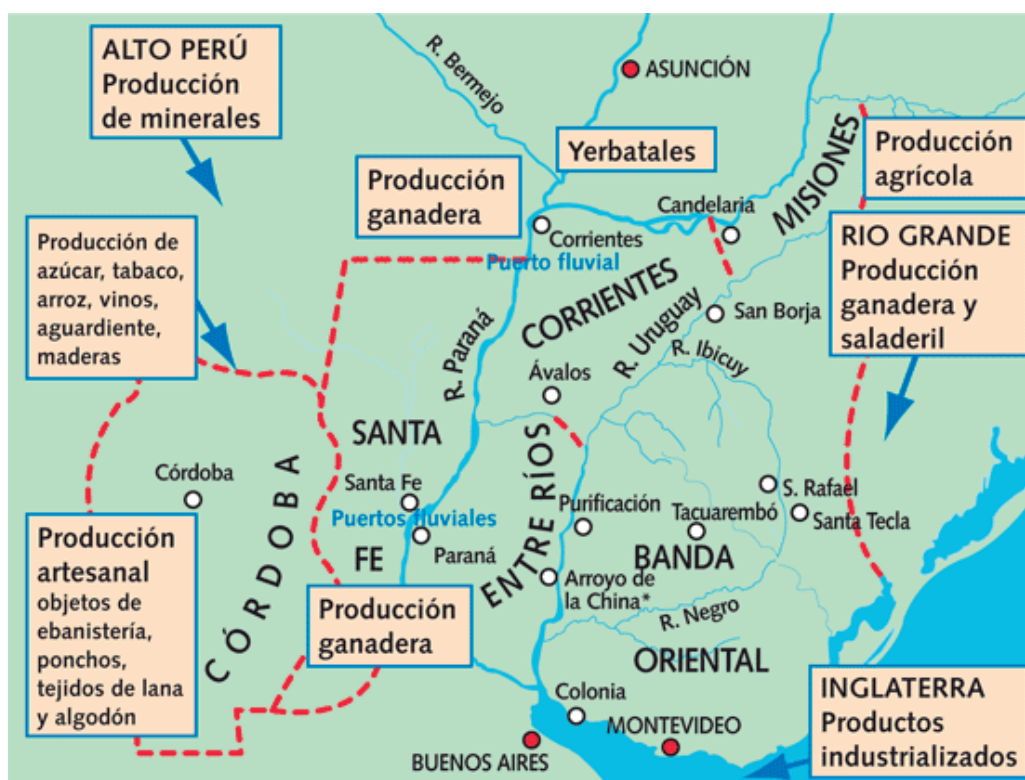 ALTO PERÚ
Producción
de minerales
R. Bermejo
ASUNCIÓN
Yerbatales
Producción
ganadera
MISIONES
Producción
agrícola
Candelaria
Corrientes
Puerto fluvial
RIO GRANDE
Producción
ganadera y
saladeril
Producción de
azúcar, tabaco,
arroz, vinos,
aguardiente,
maderas
CORRIENTES
R. Paraná
R. Uruguay
San Borja
R. Ibicuy
Ávalos
SANTA
FE
ENTRE RÍOS
CÓRDOBA
Córdoba
Santa Fe
Puertos fluviales
Paraná
Purificación
Tacuarembó
S. Rafael
Santa Tecla
BANDA
ORIENTAL
Arroyo de
la China*
R. Negro
Producción
artesanal
objetos de
ebanistería,
ponchos,
tejidos de lana
y algodón
Producción
ganadera
Colonia
MONTEVIDEO
BUENOS AIRES
INGLATERRA
Productos
industrializados